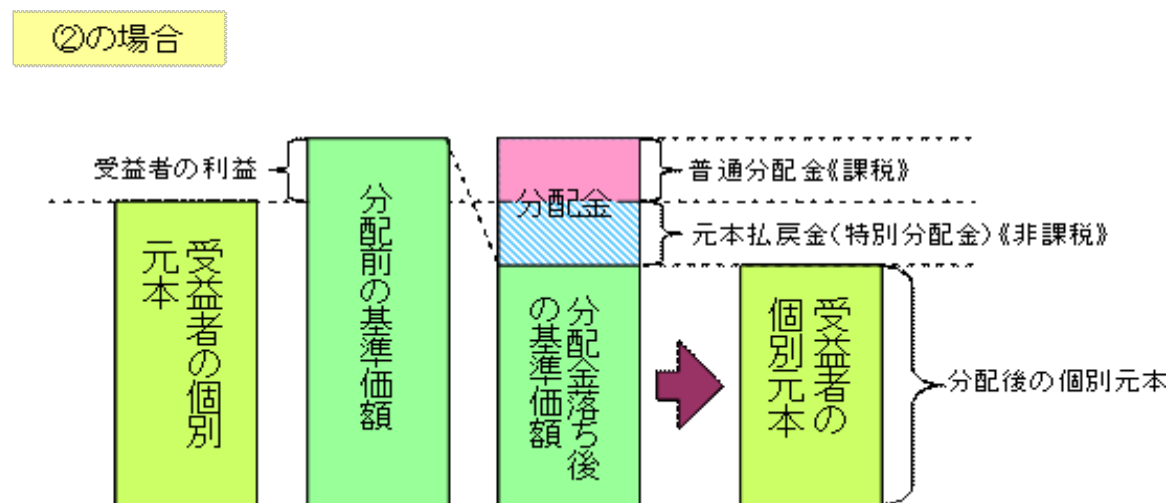 ②の場合
受益者の利益
普通分配金《課税》
分配金
元本払戻金(特別分配金)《非課税》
受益者の個別
元本
分配前の基準価額
分配金落ち後
の基準価額
受益者の
個別元本
分配後の個別元本